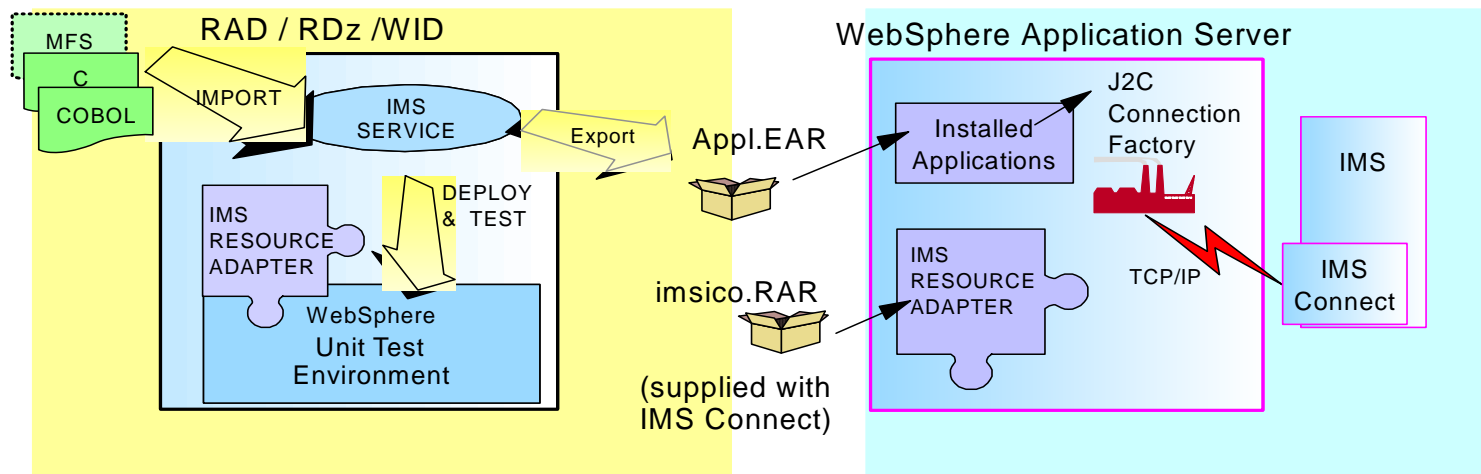 RAD / RDz /WID
MFS
C
COBOL
IMPORT
IMS
SERVICE
Export
DEPLOY
& TEST
IMS
RESOURCE
ADAPTER
WebSphere
Unit Test
Environment
Appl.EAR
imsico.RAR
(supplied with
IMS Connect)
WebSphere Application Server
Installed
Applications
J2C
Connection
Factory
IMS
RESOURCE
ADAPTER
TCP/IP
IMS
IMS
Connect